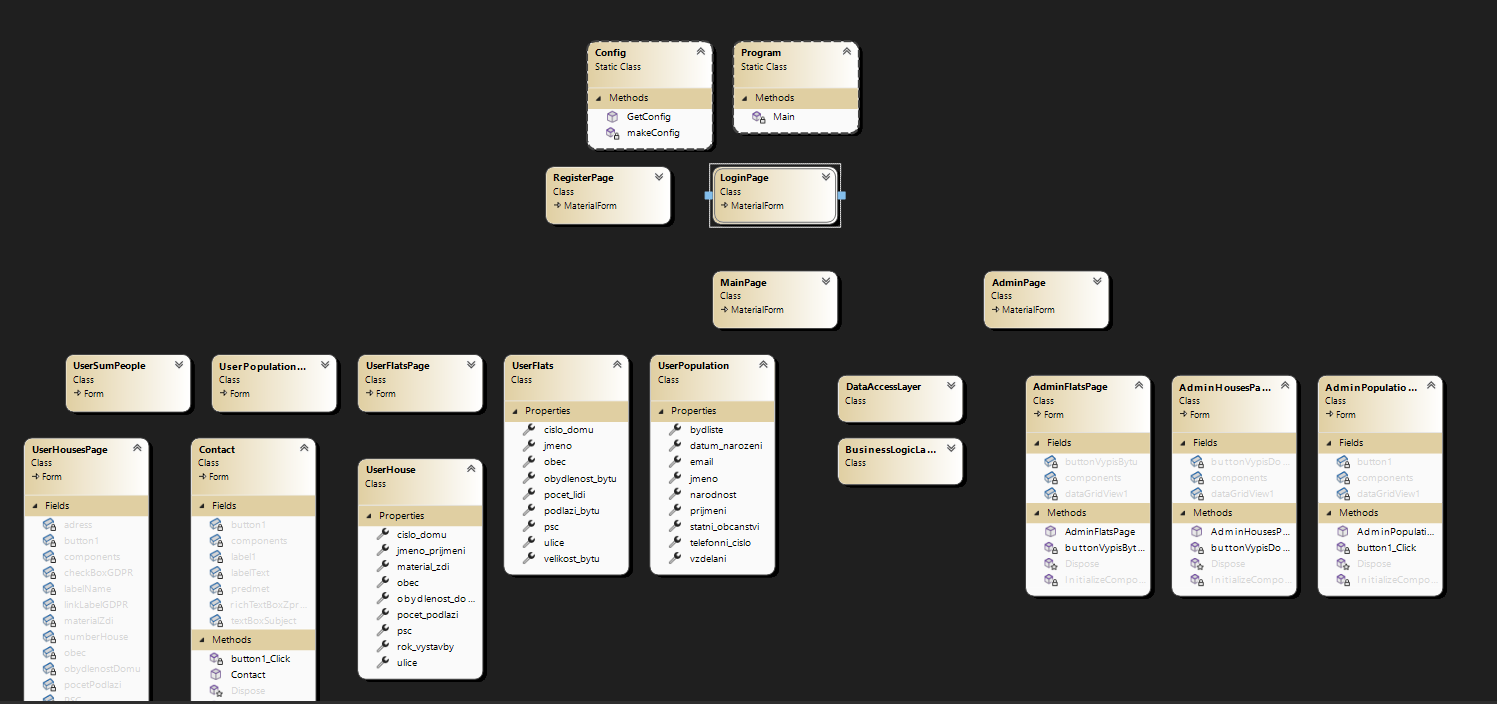 Config
Static Class
Methods
GetConfig
makeConfig
Program
Static Class
Methods
Main
RegisterPage
Class
MaterialForm
LoginPage
Class
MaterialForm
MainPage
Class
MaterialForm
AdminPage
Class
MaterialForm
UserSumPeople
Class
Form
UserPopulation...
Class
Form
UserFlatsPage
Class
Form
UserFlats
Class
Properties
cislo_domu
jmeno
obec
obydlenost_bytu
pocet_lidi
podlazi_bytu
psc
ulice
velikost_bytu
UserPopulation
Class
Properties
bydliste
datum_narozeni
email
jmeno
narodnost
prijmeni
statni_obcanstvi
telefonni_cislo
vzdelani
DataAccessLayer
Class
BusinessLogicLa...
Class
AdminFlatsPage
Class
Form
Fields
buttonVypisBytu
components
dataGridView1
Methods
AdminFlatsPage
buttonVypisByt...
Dispose
InitializeCompo...
AdminHousesPa...
Class
Form
Fields
buttonVypisDo...
components
dataGridView1
Methods
AdminHousesP...
buttonVypisDo...
Dispose
InitializeCompo...
AdminPopulatio...
Class
Form
Fields
button1
components
dataGridView1
Methods
AdminPopulati...
button1_Click
Dispose
InitializeCompo...
UserHousesPage
Class
Form
Fields
adress
button1
components
checkBoxGDPR
labelName
linkLabelGDPR
materialZdi
numberHouse
obec
obydlenostDomu
pocetPodlazi
Contact
Class
Form
Fields
button1
components
label1
labelText
predmet
richTextBoxZpr...
textBoxSubject
Methods
button1_Click
Contact
Dispose
UserHouse
Class
Properties
cislo_domu
jmeno_prijmeni
material_zdi
obec
obydlenost_do...
pocet_podlazi
psc
rok_vystavby
ulice